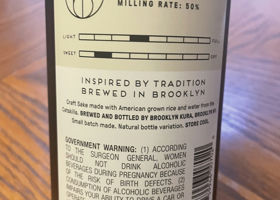 MILLING RATE: 50%
LIGHT FULL
SWEET DRY
INSPIRED BY TRADITION
BREWED IN BROOKLYN
Craft Sake made with American grown rice and water from the
Catskills. BREWED AND BOTTLED BY BROOKLYN KURA, BROOKLYN NY.
Small batch made. Natural bottle variation. STORE COOL.
GOVERNMENT WARNING: (1) ACCORDING
TO THE SURGEON GENERAL, WOMEN
SHOULD NOT DRINK ALCOHOLIC
BEVERAGES DURING PREGNANCY BECAUSE
OF THE RISK OF BIRTH DEFECTS. (2)
CONSUMPTION OF ALCOHOLIC BEVERAGES
IMPAIRS YOUR ABILITY TO DRIVE A CAR OR